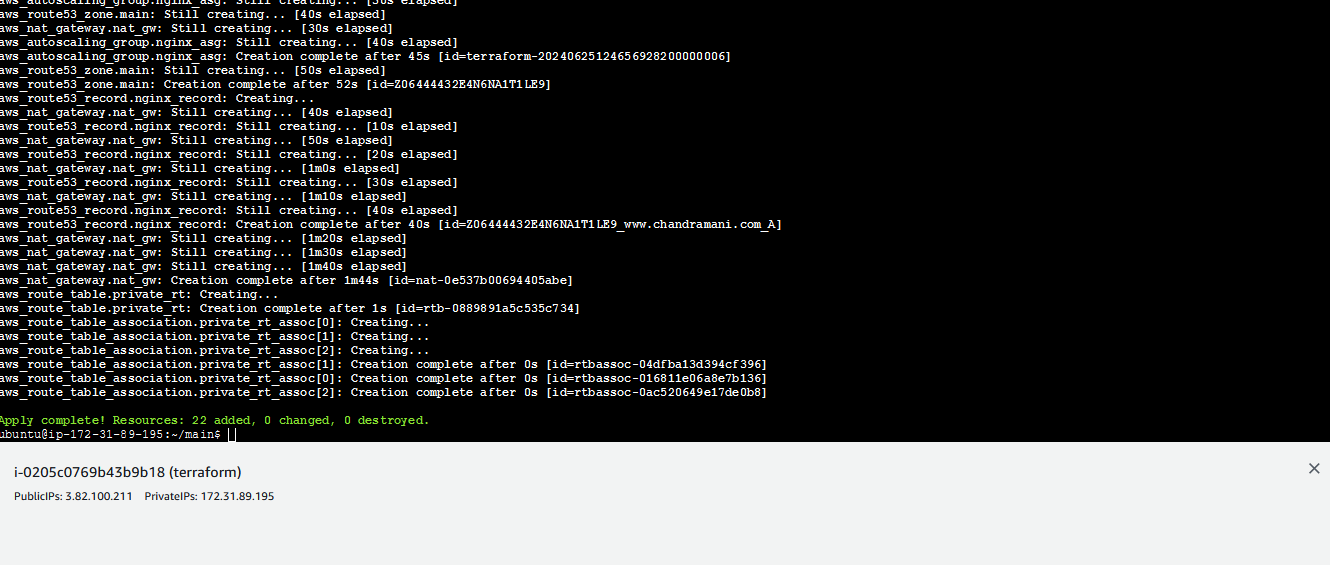 aws_autoscaling_group.nginx_asg: Still creating... [30s elapsed]
aws_route53_zone.main: Still creating... [40s elapsed]
aws_nat_gateway.nat_gw: Still creating... [30s elapsed]
aws_autoscaling_group.nginx_asg: Still creating... [40s elapsed]
aws_autoscaling_group.nginx_asg: Creation complete after 45s [id=terraform-20240625124656928200000006]
aws_route53_zone.main: Still creating... [50s elapsed]
aws_route53_zone.main: Creation complete after 52s [id=Z06444432E4N6NA1T1LE9]
aws_route53_record.nginx_record: Creating...
aws_nat_gateway.nat_gw: Still creating... [40s elapsed]
aws_route53_record.nginx_record: Still creating... [10s elapsed]
aws_nat_gateway.nat_gw: Still creating... [50s elapsed]
aws_route53_record.nginx_record: Still creating... [20s elapsed]
aws_nat_gateway.nat_gw: Still creating... [1m0s elapsed]
aws_route53_record.nginx_record: Still creating... [30s elapsed]
aws_nat_gateway.nat_gw: Still creating... [1m10s elapsed]
aws_route53_record.nginx_record: Still creating... [40s elapsed]
aws_route53_record.nginx_record: Creation complete after 40s [id=Z06444432E4N6NA1T1LE9_www.chandramani.com_A]
aws_nat_gateway.nat_gw: Still creating... [1m20s elapsed]
aws_nat_gateway.nat_gw: Still creating... [1m30s elapsed]
aws_nat_gateway.nat_gw: Still creating... [1m40s elapsed]
aws_nat_gateway.nat_gw: Creation complete after 1m44s [id=nat-0e537b00694405abe]
aws_route_table.private_rt: Creating...
aws_route_table.private_rt: Creation complete after 1s [id=rtb-0889891a5c535c734]
aws_route_table_association.private_rt_assoc[0]: Creating...
aws_route_table_association.private_rt_assoc[1]: Creating...
aws_route_table_association.private_rt_assoc[2]: Creating...
aws_route_table_association.private_rt_assoc[1]: Creation complete after 0s [id=rtbassoc-04dfba13d394cf396]
aws_route_table_association.private_rt_assoc[0]: Creation complete after 0s [id=rtbassoc-016811e06a8e7b136]
aws_route_table_association.private_rt_assoc[2]: Creation complete after 0s [id=rtbassoc-0ac520649e17de0b8]
Apply complete! Resources: 22 added, 0 changed, 0 destroyed.
ubuntu@ip-172-31-89-195:~/main$
i-0205c0769b43b9b18 (terraform)
PublicIPs: 3.82.100.211 PrivateIPs: 172.31.89.195